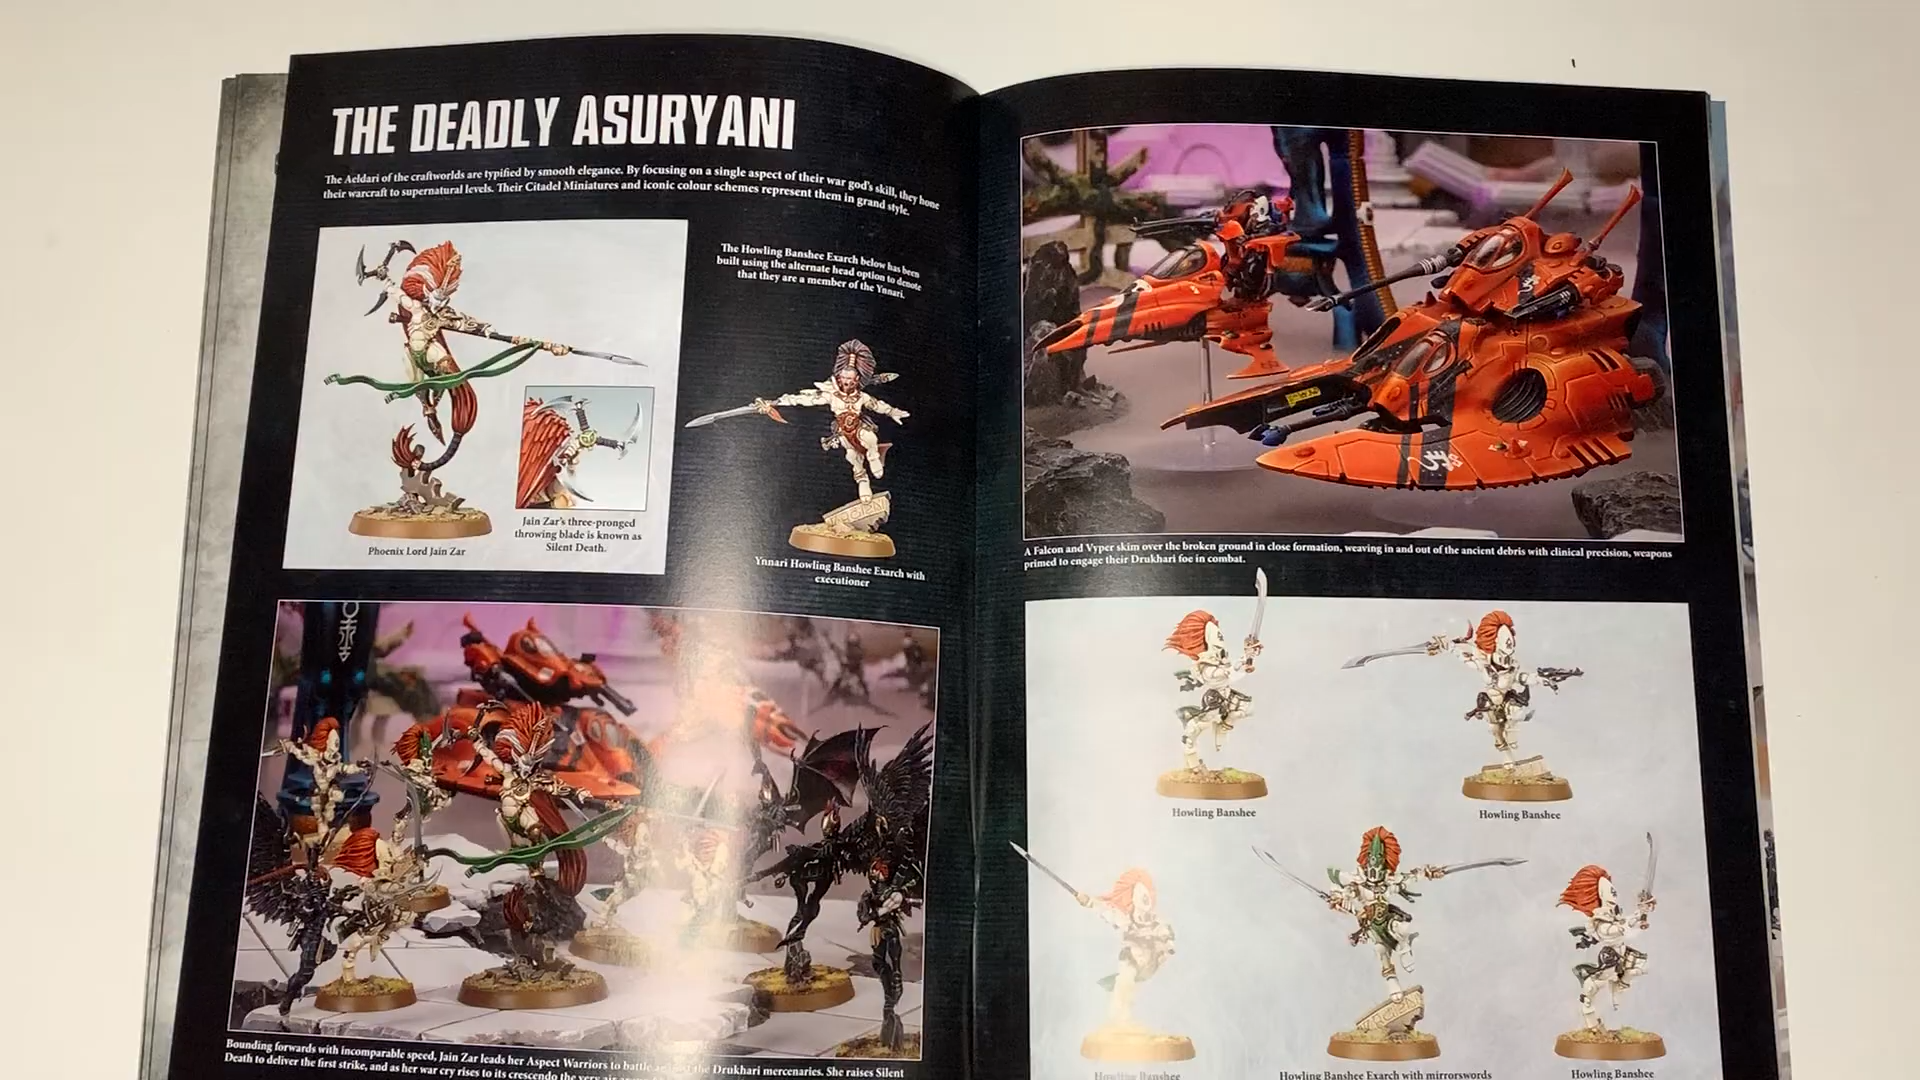 THE DEADLY ASURYANI
The Aeldari of the craftworlds are typified by smooth elegance. By focusing on a single aspect of their war god's skill, they hone
their warcraft to supernatural levels. Their Citadel Miniatures and iconic colour schemes represent them in grand style.
The Howling Banshee Exarch below has been
built using the alternate head option to denote
that they are a member of the Ynnari.
Jain Zar's three-pronged
throwing blade is known as
Silent Death.
Phoenix Lord Jain Zar
Ynnari Howling Banshee Exarch with
executioner
Bounding forwards with incomparable speed, Jain Zar leads her Aspect Warriors to battle the Drukhari mercenaries. She raises Silent
Death to deliver the first strike, and as her war cry rises to its crescendo the very air
A Falcon and Vyper skim over the broken ground in close formation, weaving in and out of the ancient debris with clinical precision, weapons
primed to engage their Drukhari foe in combat.
Howling Banshee
Howling Banshee
Howling Banshee
Howling Banshee Exarch with mirrorswords
Howling Banshee